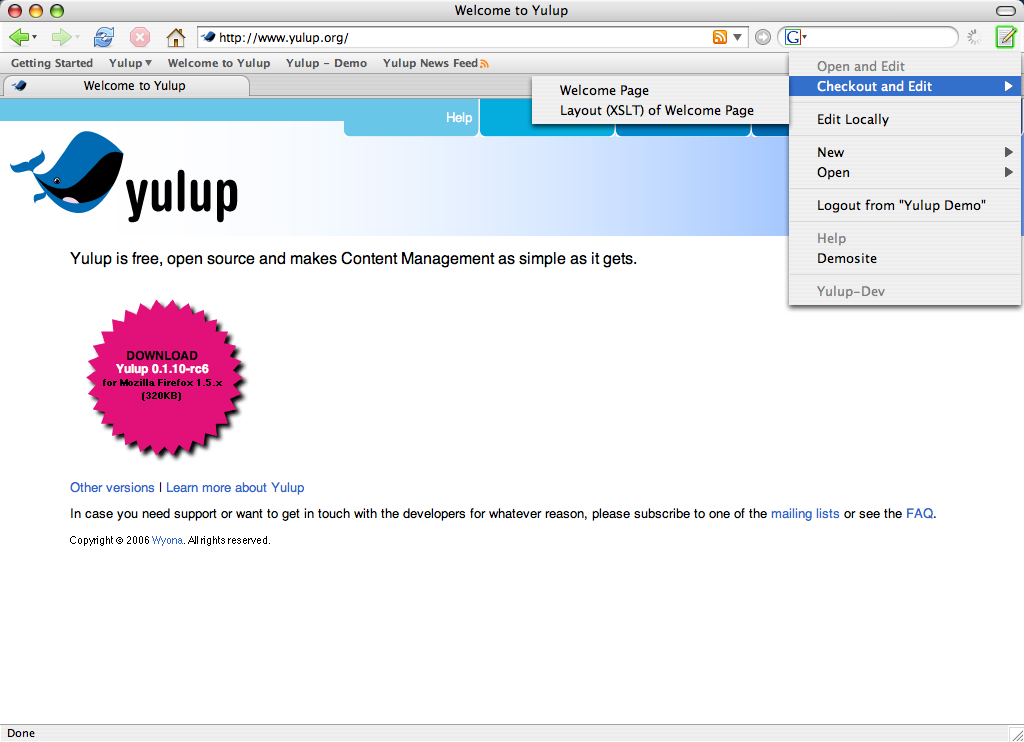 Welcome to Yulup
http://www.yulup.org/
G
Getting Started Yulup Welcome to Yulup Yulup - Demo Yulup News Feed
Welcome to Yulup
Open and Edit
Checkout and Edit
Welcome Page
Layout (XSLT) of Welcome Page
Edit Locally
New
Open
Logout from "Yulup Demo"
Help
Demosite
Yulup-Dev
Help
yulup
Yulup is free, open source and makes Content Management as simple as it gets.
DOWNLOAD
Yulup 0.1.10-rc6
for Mozilla Firefox 1.5.x
(320KB)
Other versions | Learn more about Yulup
In case you need support or want to get in touch with the developers for whatever reason, please subscribe to one of the mailing lists or see the FAQ.
Copyright © 2006 Wyona. All rights reserved.
Done